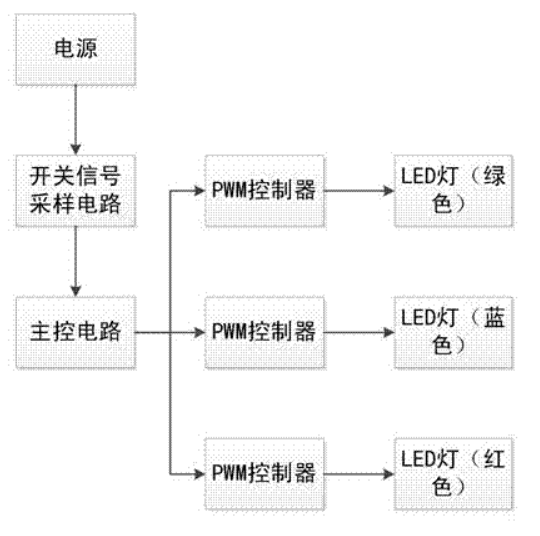 电源
开关信号
采样电路
PWM控制器
LED灯（绿
色）
主控电路
PWM控制器
LED灯（蓝
色）
PWM控制器
LED灯（红
色）